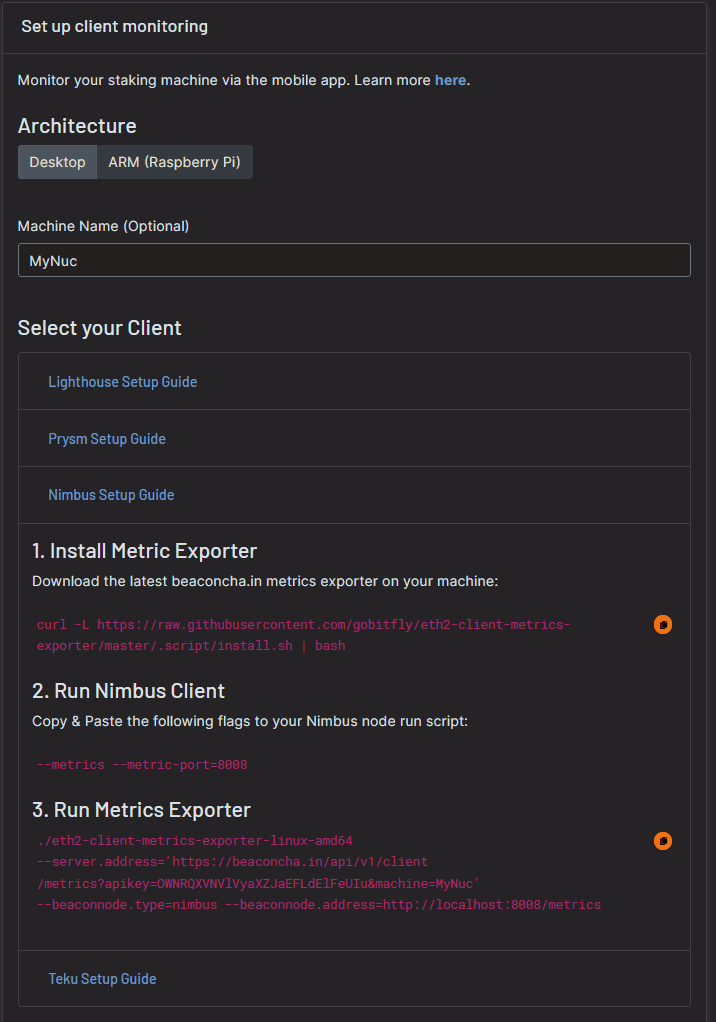 Set up client monitoring
Monitor your staking machine via the mobile app. Learn more here.
Architecture
Desktop
ARM (Raspberry Pi)
Machine Name (Optional)
MyNuc
Select your Client
Lighthouse Setup Guide
Prysm Setup Guide
Nimbus Setup Guide
1. Install Metric Exporter
Download the latest beaconcha.in metrics exporter on your machine:
curl -L https://raw.githubusercontent.com/gobitfly/eth2-client-metrics-
exporter/master/.script/install.sh | bash
2. Run Nimbus Client
Copy & Paste the following flags to your Nimbus node run script:
--metrics --metric-port=8008
3. Run Metrics Exporter
./eth2-client-metrics-exporter-linux-amd64
--server.address='https://beaconcha.in/api/v1/client
/metrics?apikey=OWNRQXVNVlVyaXZJaEFLdElFeUIu&machine=MyNuc'
--beaconnode.type=nimbus --beaconnode.address=http://localhost:8008/metrics
Teku Setup Guide